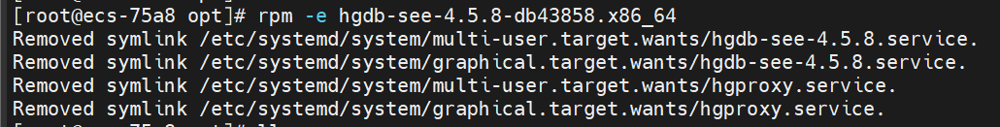 [root@ecs-75a8 opt]# rpm -e hgdb-see-4.5.8-db43858.x86_64
Removed symlink /etc/systemd/system/multi-user.target.wants/hgdb-see-4.5.8.service.
Removed symlink /etc/systemd/system/graphical.target.wants/hgdb-see-4.5.8.service.
Removed symlink /etc/systemd/system/multi-user.target.wants/hgproxy.service.
Removed symlink /etc/systemd/system/graphical.target.wants/hgproxy.service.